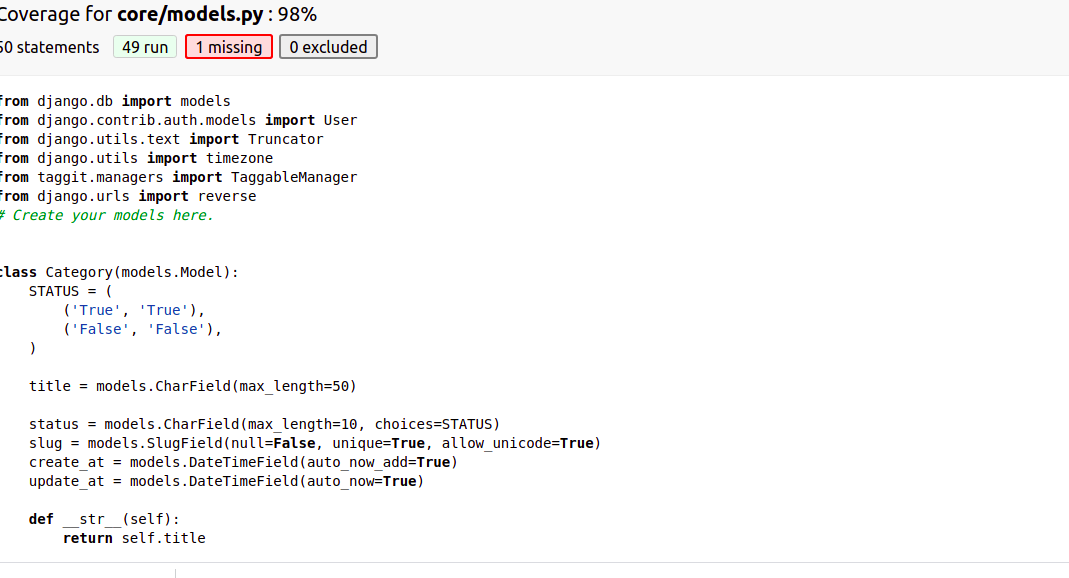 Coverage for core/models.py : 98%
50 statements 49 run 1 missing 0 excluded
from django.db import models
from django.contrib.auth.models import User
from django.utils.text import Truncator
from django.utils import timezone
from taggit.managers import TaggableManager
from django.urls import reverse
# Create your models here.
class Category(models.Model):
STATUS = (
('True', 'True'),
('False', 'False'),
)
title = models.CharField(max_length=50)
status = models.CharField(max_length=10, choices=STATUS)
slug = models.SlugField(null=False, unique=True, allow_unicode=True)
create_at = models.DateTimeField(auto_now_add=True)
update_at = models.DateTimeField(auto_now=True)
def __str__(self):
return self.title